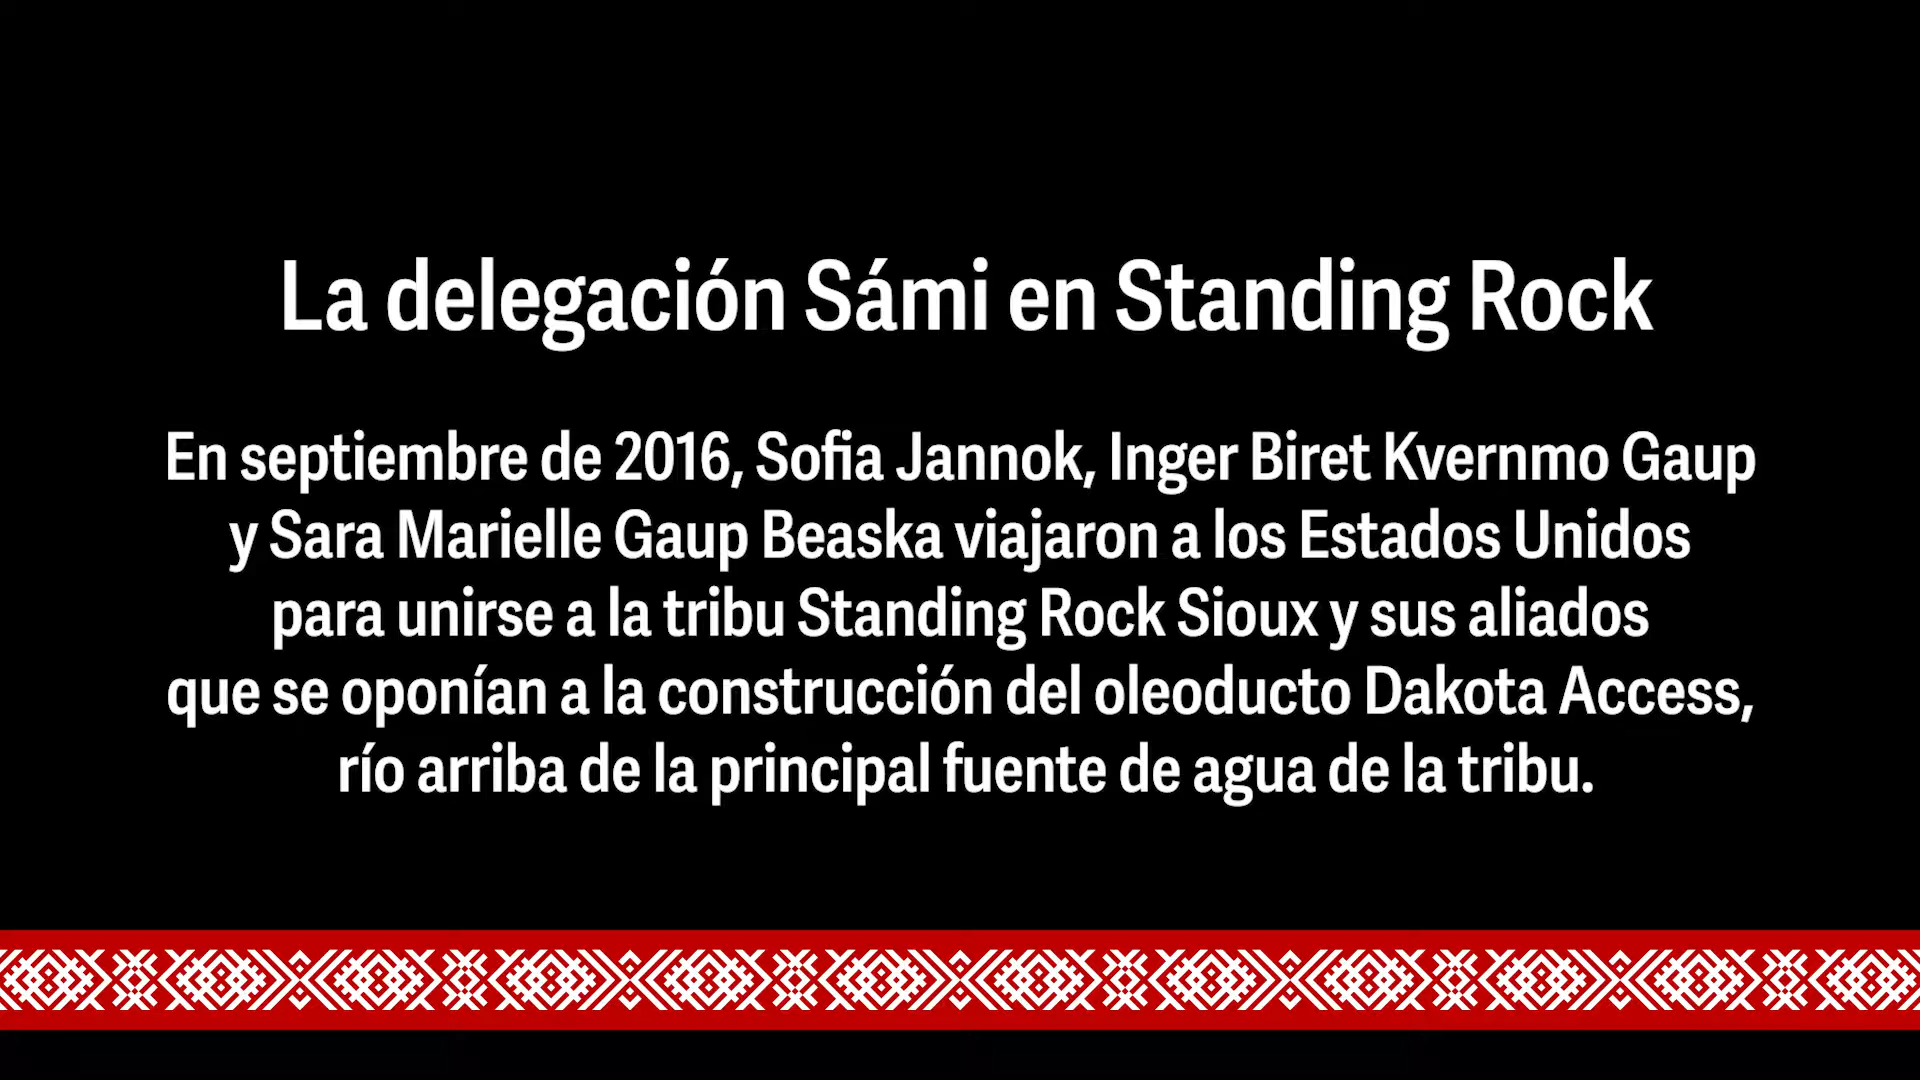 La delegación Sámi en Standing Rock
En septiembre de 2016, Sofia Jannok, Inger Biret Kvernmo Gaup
y Sara Marielle Gaup Beaska viajaron a los Estados Unidos
para unirse a la tribu Standing Rock Sioux y sus aliados
que se oponían a la construcción del oleoducto Dakota Access,
río arriba de la principal fuente de agua de la tribu.